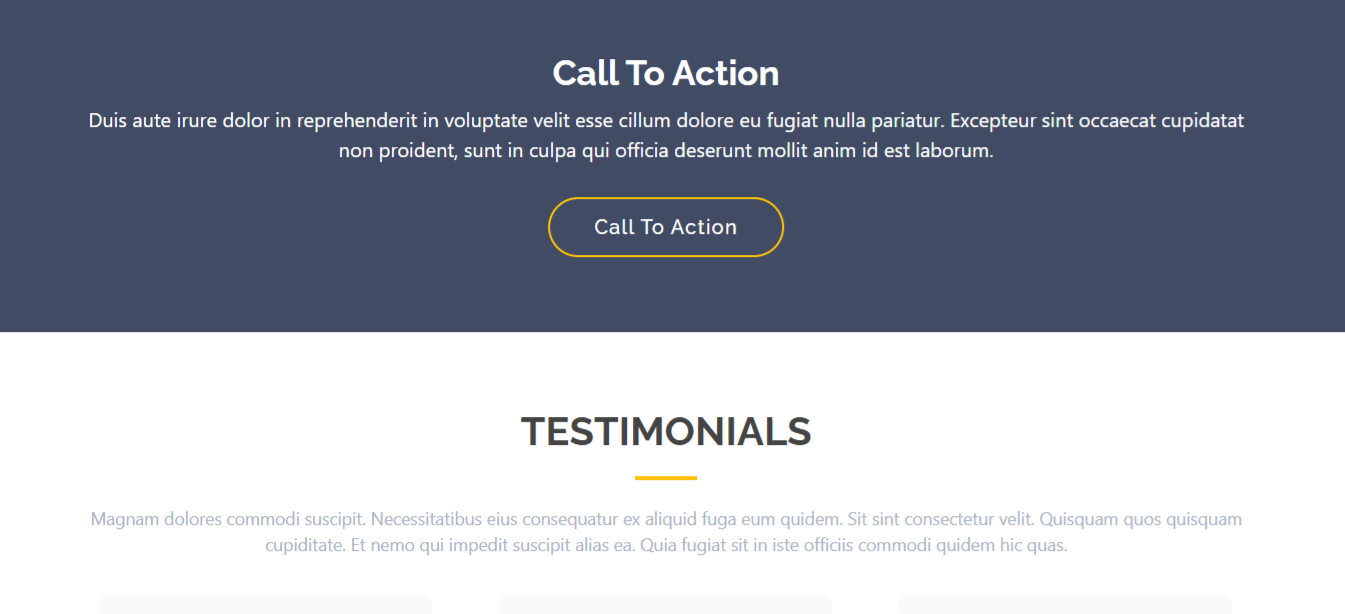 Call To Action
Duis aute irure dolor in reprehenderit in voluptate velit esse cillum dolore eu fugiat nulla pariatur. Excepteur sint occaecat cupidatat
non proident, sunt in culpa qui officia deserunt mollit anim id est laborum.
Call To Action
TESTIMONIALS
Magnam dolores commodi suscipit. Necessitatibus eius consequatur ex aliquid fuga eum quidem. Sit sint consectetur velit. Quisquam quos quisquam
cupiditate. Et nemo qui impedit suscipit alias ea. Quia fugiat sit in iste officiis commodi quidem hic quas.